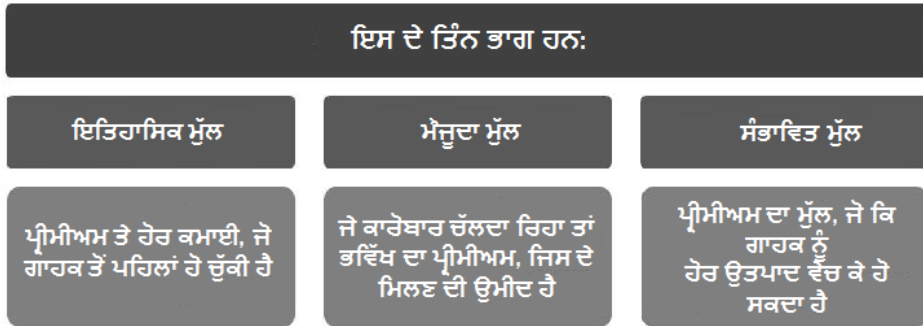 ਇਸ ਦੇ ਤਿੰਨ ਭਾਗ ਹਨ:
ਇਤਿਹਾਸਿਕ ਮੁੱਲ
ਮੌਜੂਦਾ ਮੁੱਲ
ਸੰਭਾਵਿਤ ਮੁੱਲ
ਪ੍ਰੀਮੀਅਮ ਤੇ ਹੋਰ ਕਮਾਈ, ਜੋ
ਗਾਹਕ ਤੋਂ ਪਹਿਲਾਂ ਹੋ ਚੁੱਕੀ ਹੈ
ਜੇ ਕਾਰੋਬਾਰ ਚੱਲਦਾ ਰਿਹਾ ਤਾਂ
ਭਵਿੱਖ ਦਾ ਪ੍ਰੀਮੀਅਮ, ਜਿਸ ਦੇ
ਮਿਲਣ ਦੀ ਉਮੀਦ ਹੈ
ਪ੍ਰੀਮੀਅਮ ਦਾ ਮੁੱਲ, ਜੋ ਕਿ
ਗਾਹਕ ਨੂੰ
ਹੋਰ ਉਤਪਾਦ ਵੇਚ ਕੇ ਹੋ
ਸਕਦਾ ਹੈ